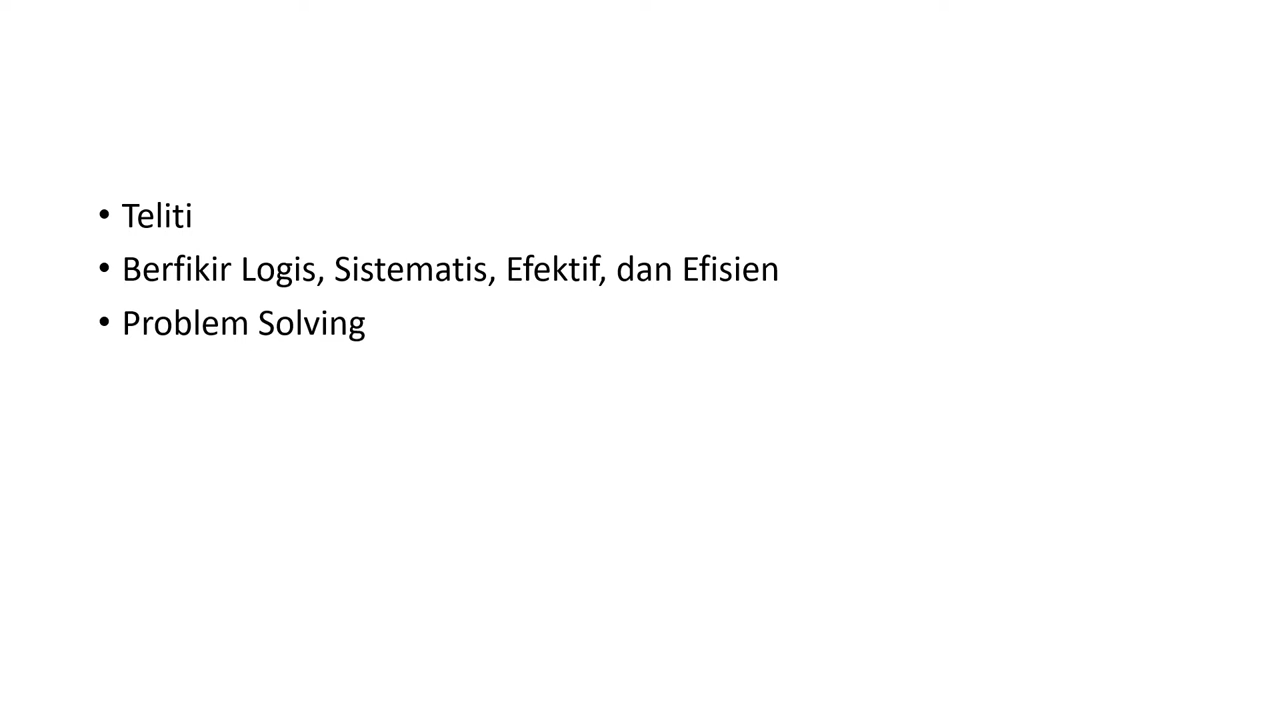 • Teliti
• Berfikir Logis, Sistematis, Efektif, dan Efisien
• Problem Solving